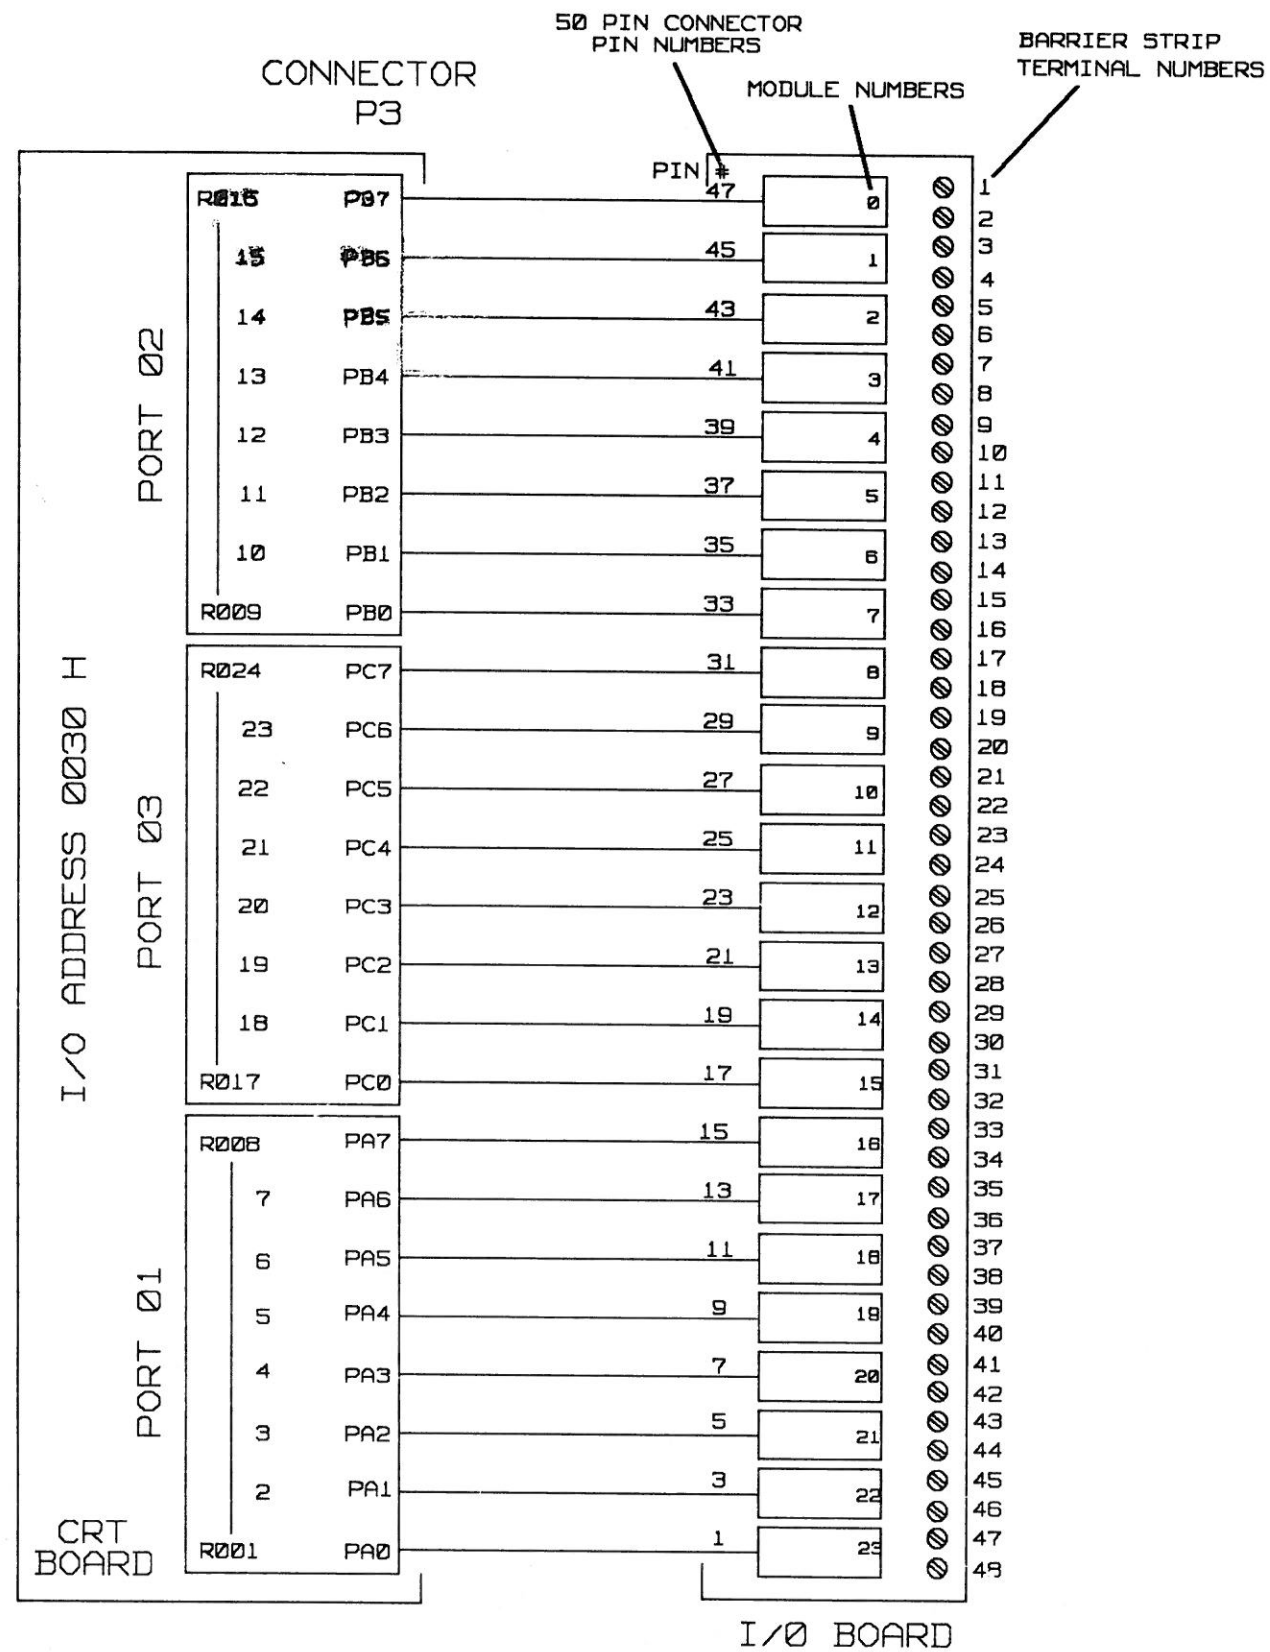 50 PIN CONNECTOR
PIN NUMBERS
BARRIER STRIP
TERMINAL NUMBERS
CONNECTOR
P3
MODULE NUMBERS
PIN #
R016 PB7 47 0 1
2
15 PB6 45 1 3
4
14 PB5 43 2 5
6
13 PB4 41 3 7
8
12 PB3 39 4 9
10
11 PB2 37 5 11
12
10 PB1 35 6 13
14
R009 PB0 33 7 15
16
PORT 02
R024 PC7 31 8 17
18
23 PC6 29 9 19
20
22 PC5 27 10 21
22
21 PC4 25 11 23
24
20 PC3 23 12 25
26
19 PC2 21 13 27
28
18 PC1 19 14 29
30
R017 PC0 17 15 31
32
PORT 03
I/O ADDRESS 0030 H
R008 PA7 15 16 33
34
7 PA6 13 17 35
36
6 PA5 11 18 37
38
5 PA4 9 19 39
40
4 PA3 7 20 41
42
3 PA2 5 21 43
44
2 PA1 3 22 45
46
R001 PA0 1 23 47
48
PORT 01
CRT
BOARD
I/O BOARD